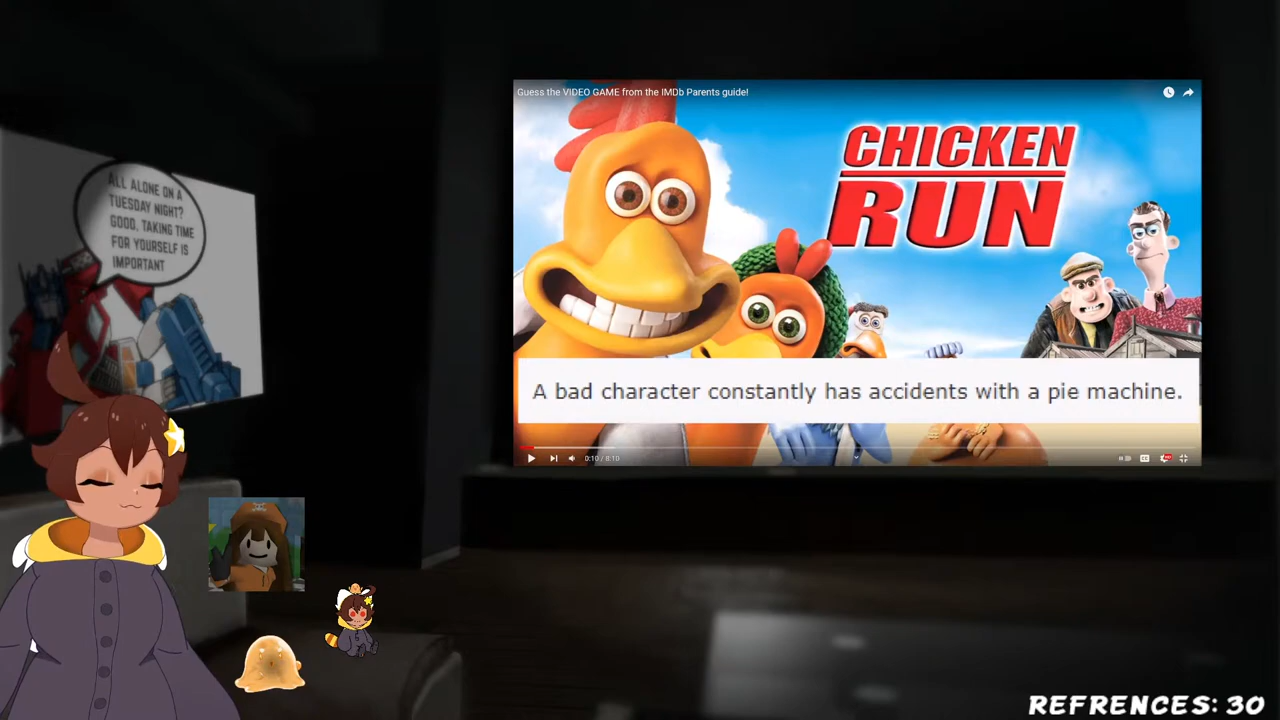 Guess the VIDEO GAME from the IMDb Parents guide!
CHICKEN
RUN
ALL ALONE ON A
TUESDAY NIGHT?
GOOD, TAKING TIME
FOR YOURSELF IS
IMPORTANT
A bad character constantly has accidents with a pie machine.
0:10 / 8:10
REFRENCES: 30